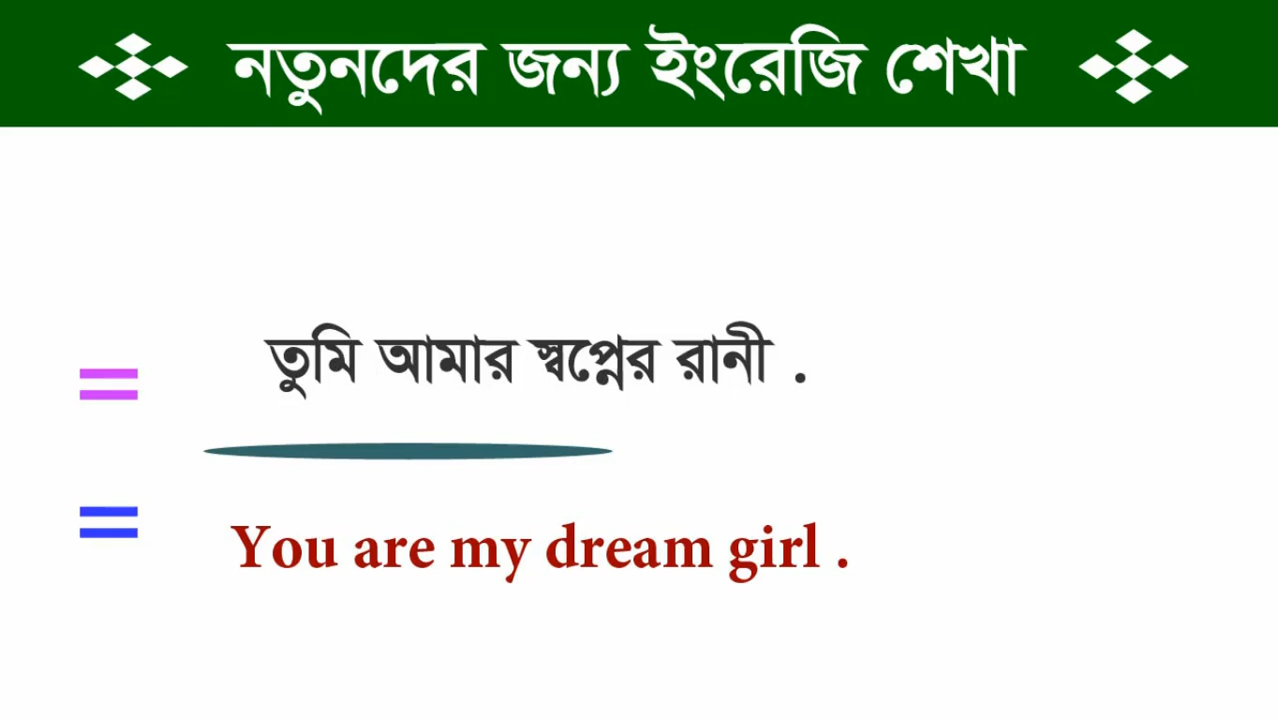 নতুনদের জন্য ইংরেজি শেখা
= তুমি আমার স্বপ্নের রানী .
= You are my dream girl .